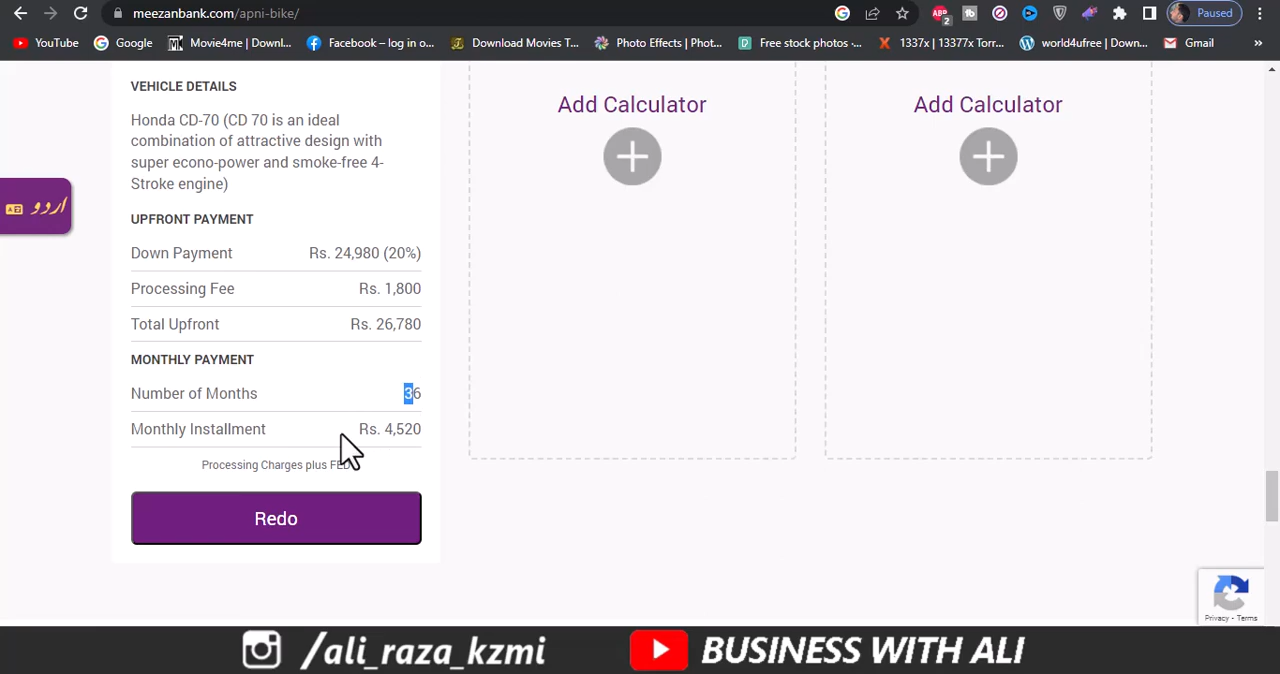 meezanbank.com/apni-bike/
2
Paused
YouTube
Google
Movie4me | Downl...
Facebook – log in o...
Download Movies T...
Photo Effects | Phot...
Free stock photos -...
1337x | 13377x Torr...
world4ufree | Down...
Gmail
»
VEHICLE DETAILS
Honda CD-70 (CD 70 is an ideal
combination of attractive design with
super econo-power and smoke-free 4-
Stroke engine)
اردو
UPFRONT PAYMENT
Down Payment Rs. 24,980 (20%)
Processing Fee Rs. 1,800
Total Upfront Rs. 26,780
MONTHLY PAYMENT
Number of Months 36
Monthly Installment Rs. 4,520
Processing Charges plus FED
Redo
Add Calculator
Add Calculator
Privacy - Terms
/ali_raza_kzmi
BUSINESS WITH ALI